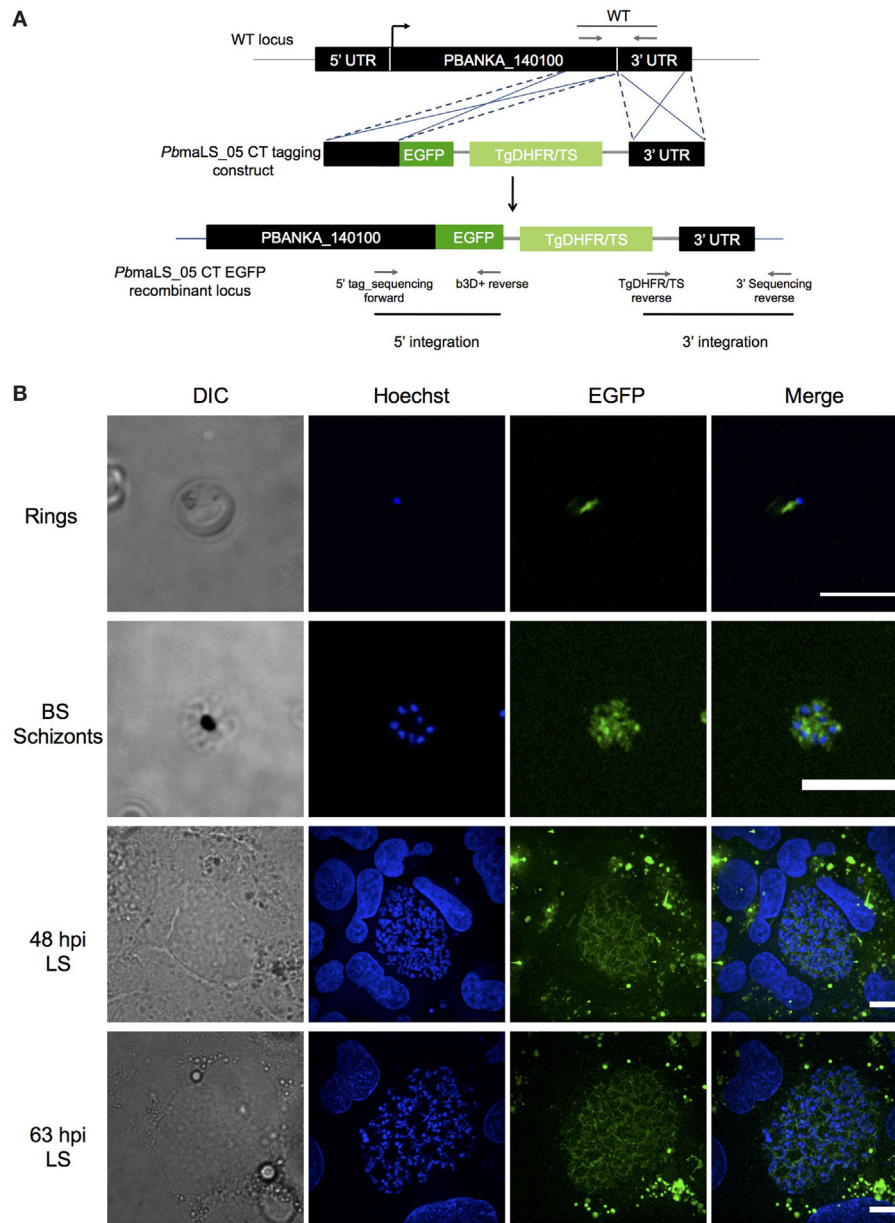 A
WT
WT locus
5' UTR
PBANKA_140100
3' UTR
PbmaLS_05 CT tagging
construct
EGFP
TgDHFR/TS
3' UTR
PBANKA_140100
EGFP
TgDHFR/TS
3' UTR
PbmaLS_05 CT EGFP
recombinant locus
5' tag_sequencing
forward
b3D+ reverse
TgDHFR/TS
reverse
3' Sequencing
reverse
5' integration
3' integration
B
DIC
Hoechst
EGFP
Merge
Rings
BS
Schizonts
48 hpi
LS
63 hpi
LS